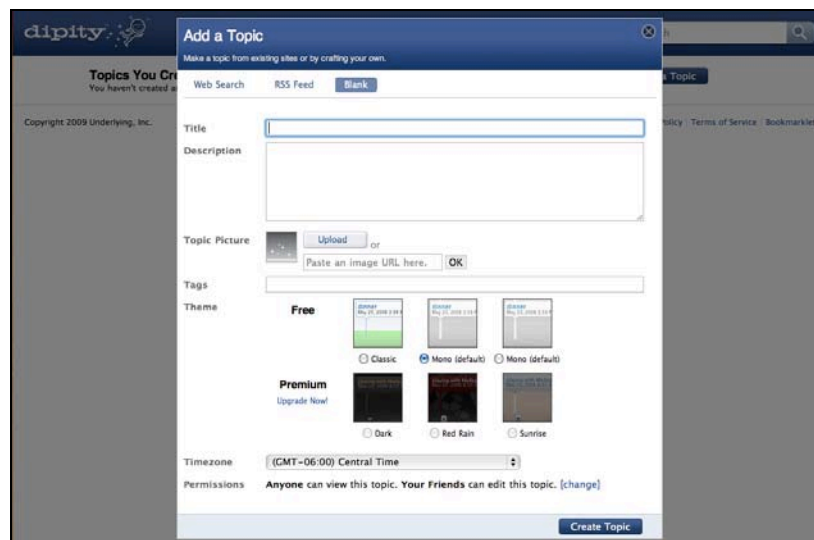 dipity
Add a Topic
Make a topic from existing sites or by crafting your own.
Topics You Cr
You haven't created a
Topic
Web Search RSS Feed Blank
Copyright 2009 Underlying, Inc.
Policy | Terms of Service | Bookmarkle
Title
Description
Topic Picture
Upload or
Paste an image URL here. OK
Tags
Theme
Free
dinner dinner dinner
Classic Mono (default) Mono (default)
Premium
Upgrade Now!
Dark Red Rain Sunrise
Timezone (GMT-06:00) Central Time
Permissions Anyone can view this topic. Your Friends can edit this topic. (change)
Create Topic